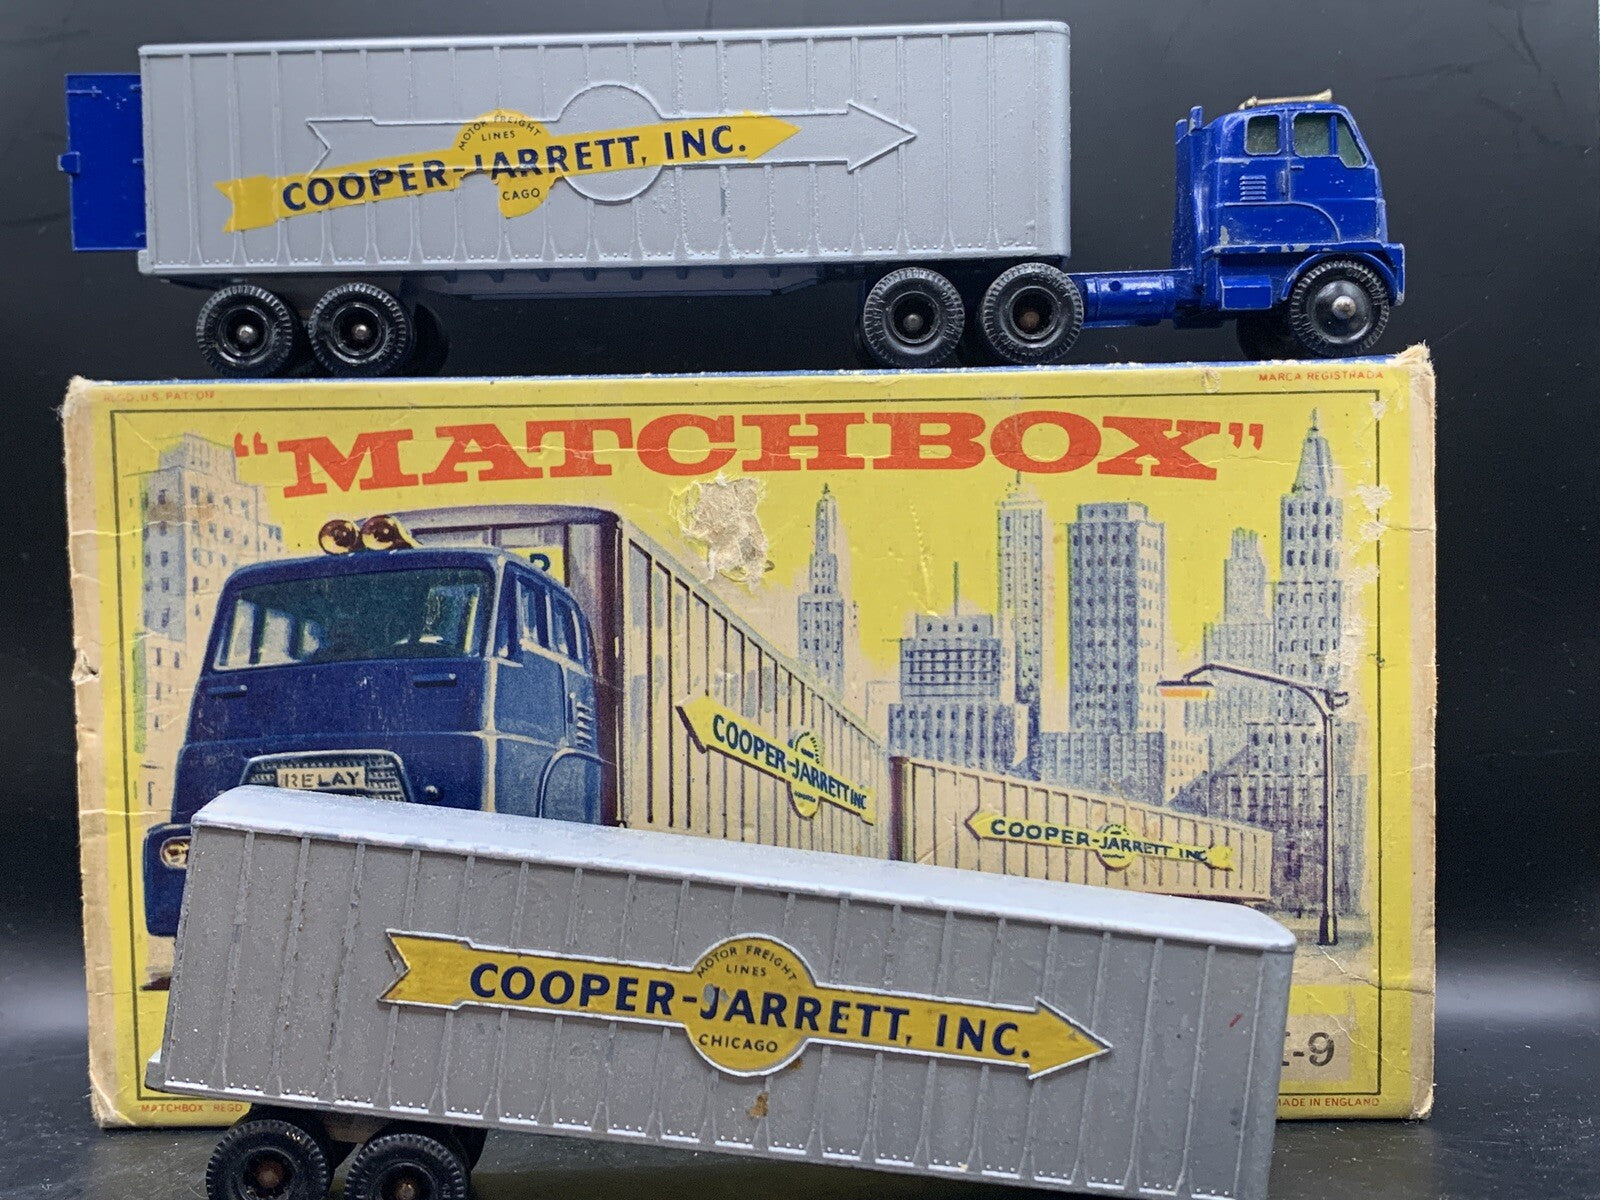 MOTOR FREIGHT
LINES
COOPER-JARRETT, INC.
CAGO
REGD. U.S. PAT. OFF
MARCA REGISTRADA
"MATCHBOX"
COOPER-JARRETT INC
RELAY
COOPER-JARRETT INC
MOTOR FREIGHT
LINES
COOPER-JARRETT, INC.
CHICAGO
-9
MATCHBOX REGD
MADE IN ENGLAND